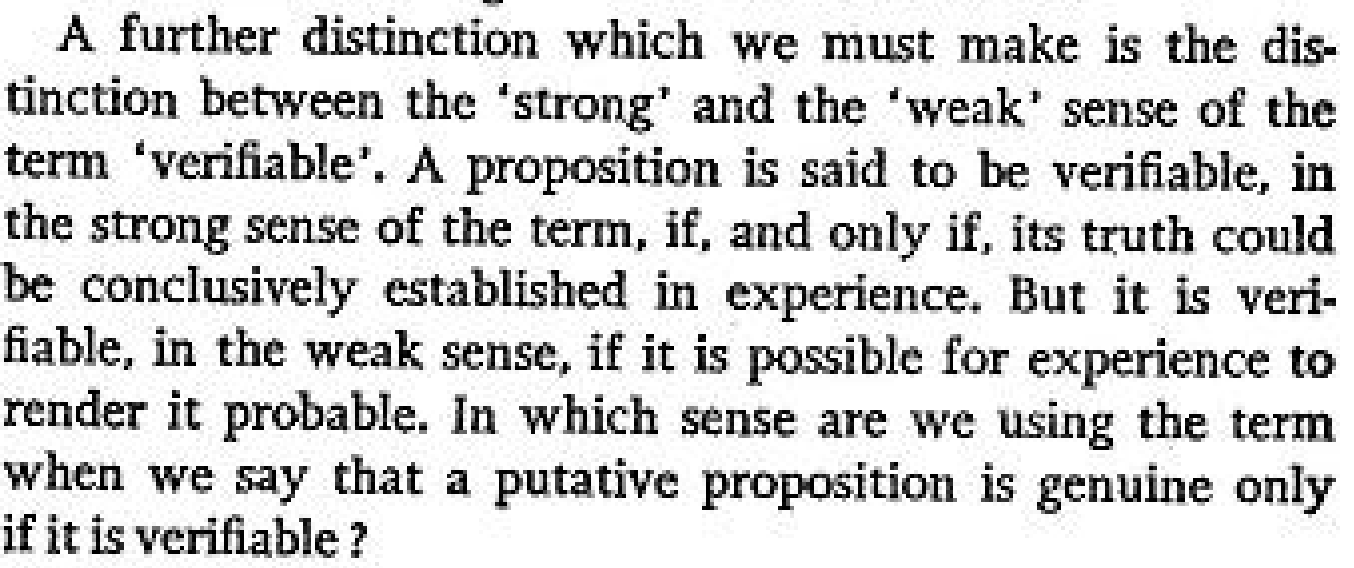 A further distinction which we must make is the dis-
tinction between the ‘strong’ and the ‘weak’ sense of the
term ‘verifiable’. A proposition is said to be verifiable, in
the strong sense of the term, if, and only if, its truth could
be conclusively established in experience. But it is veri-
fiable, in the weak sense, if it is possible for experience to
render it probable. In which sense are we using the term
when we say that a putative proposition is genuine only
if it is verifiable?